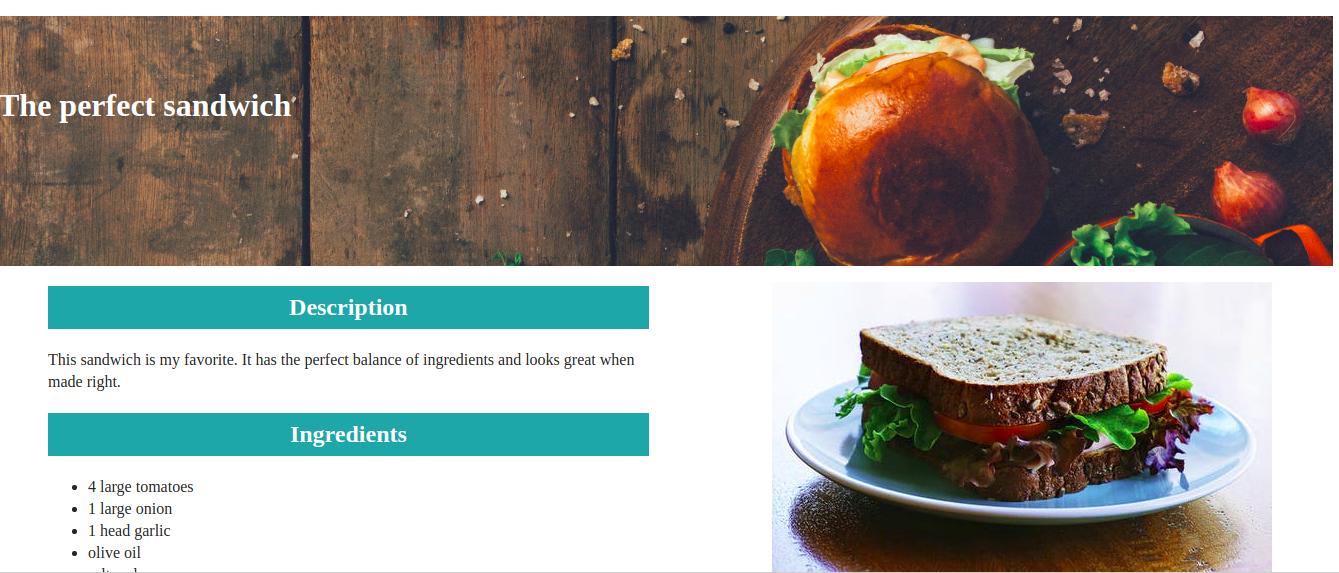 The perfect sandwich
Description
This sandwich is my favorite. It has the perfect balance of ingredients and looks great when
made right.
Ingredients
4 large tomatoes
1 large onion
1 head garlic
olive oil